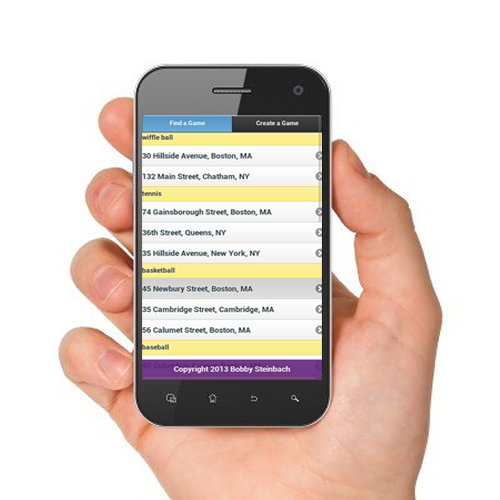 Find a Game
Create a Game
wiffle ball
30 Hillside Avenue, Boston, MA
132 Main Street, Chatham, NY
tennis
74 Gainsborough Street, Boston, MA
36th Street, Queens, NY
35 Hillside Avenue, New York, NY
basketball
45 Newbury Street, Boston, MA
35 Cambridge Street, Cambridge, MA
56 Calumet Street, Boston, MA
baseball
Copyright 2013 Bobby Steinbach